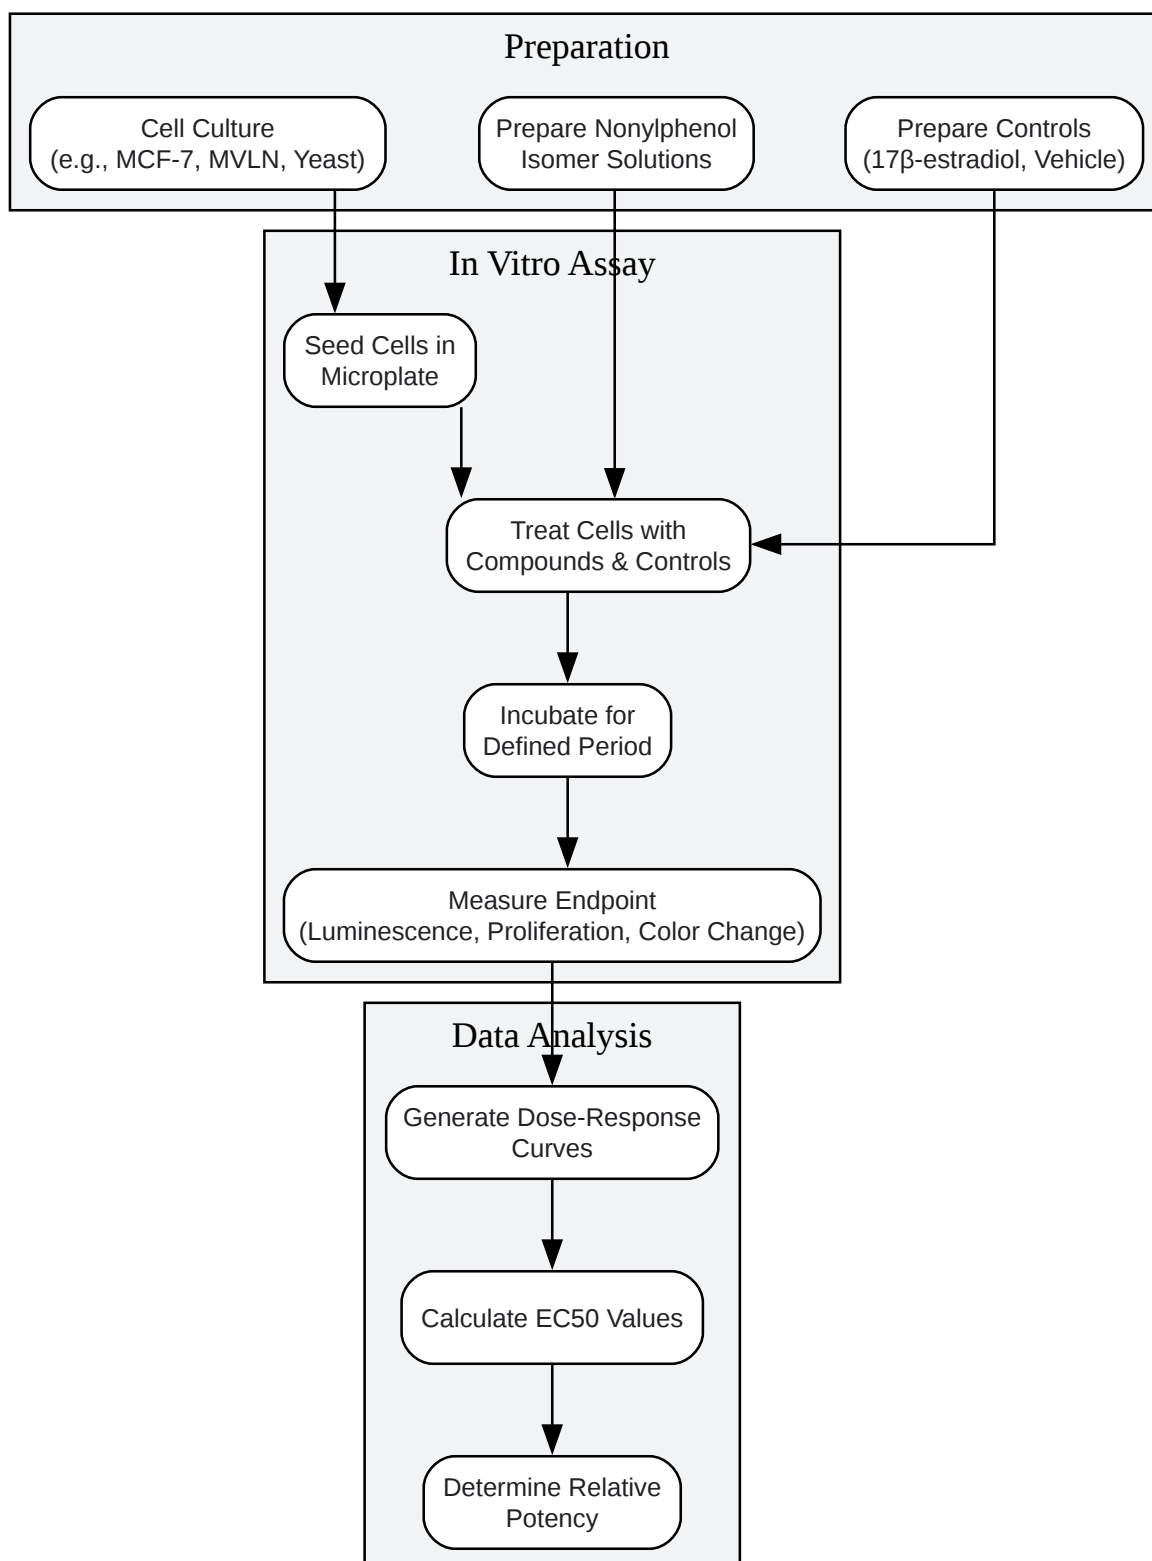 Preparation
Cell Culture
(e.g., MCF-7, MVLN, Yeast)
Prepare Nonylphenol
Isomer Solutions
Prepare Controls
(17β-estradiol, Vehicle)
In Vitro Assay
Seed Cells in
Microplate
Treat Cells with
Compounds & Controls
Incubate for
Defined Period
Measure Endpoint
(Luminescence, Proliferation, Color Change)
Data Analysis
Generate Dose-Response
Curves
Calculate EC50 Values
Determine Relative
Potency